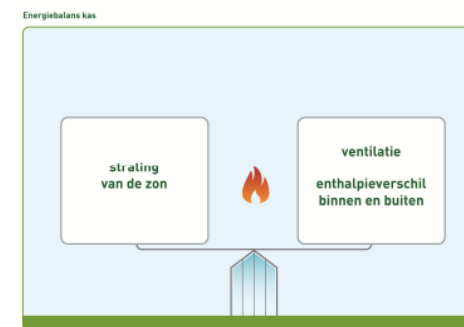 Energiebalans kas
straling
van de zon
ventilatie
enthalpieverschil
binnen en buiten